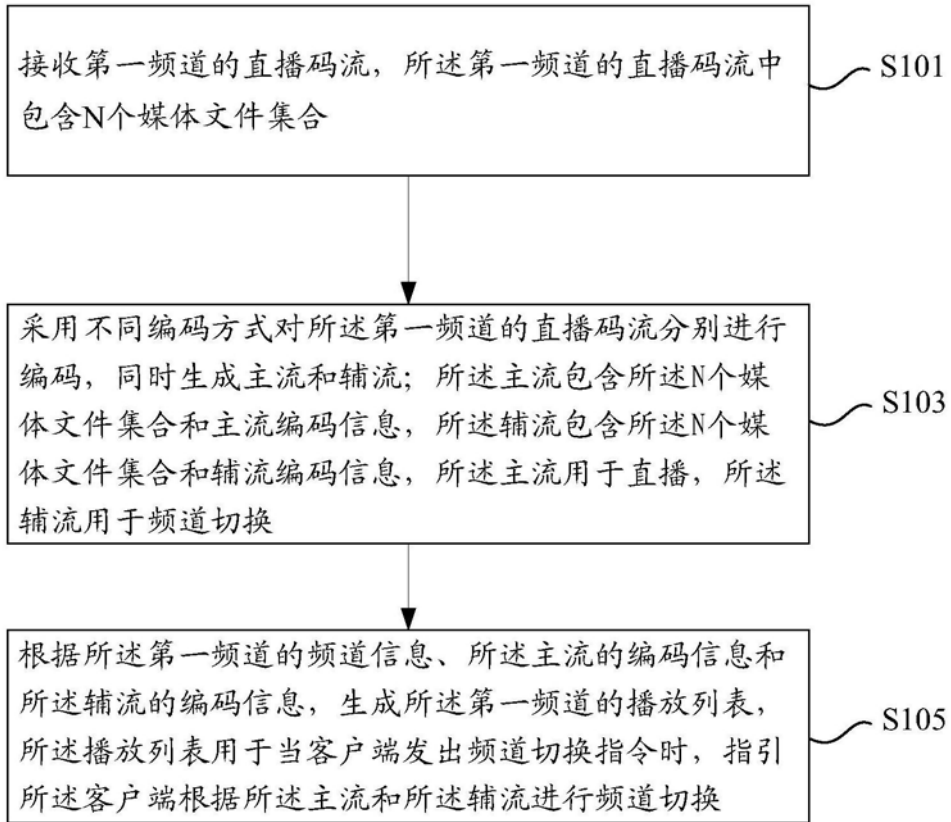 接收第一频道的直播码流，所述第一频道的直播码流中
包含N个媒体文件集合
S101
采用不同编码方式对所述第一频道的直播码流分别进行
编码，同时生成主流和辅流；所述主流包含所述N个媒
体文件集合和主流编码信息，所述辅流包含所述N个媒
体文件集合和辅流编码信息，所述主流用于直播，所述
辅流用于频道切换
S103
根据所述第一频道的频道信息、所述主流的编码信息和
所述辅流的编码信息，生成所述第一频道的播放列表，
所述播放列表用于当客户端发出频道切换指令时，指引
所述客户端根据所述主流和所述辅流进行频道切换
S105